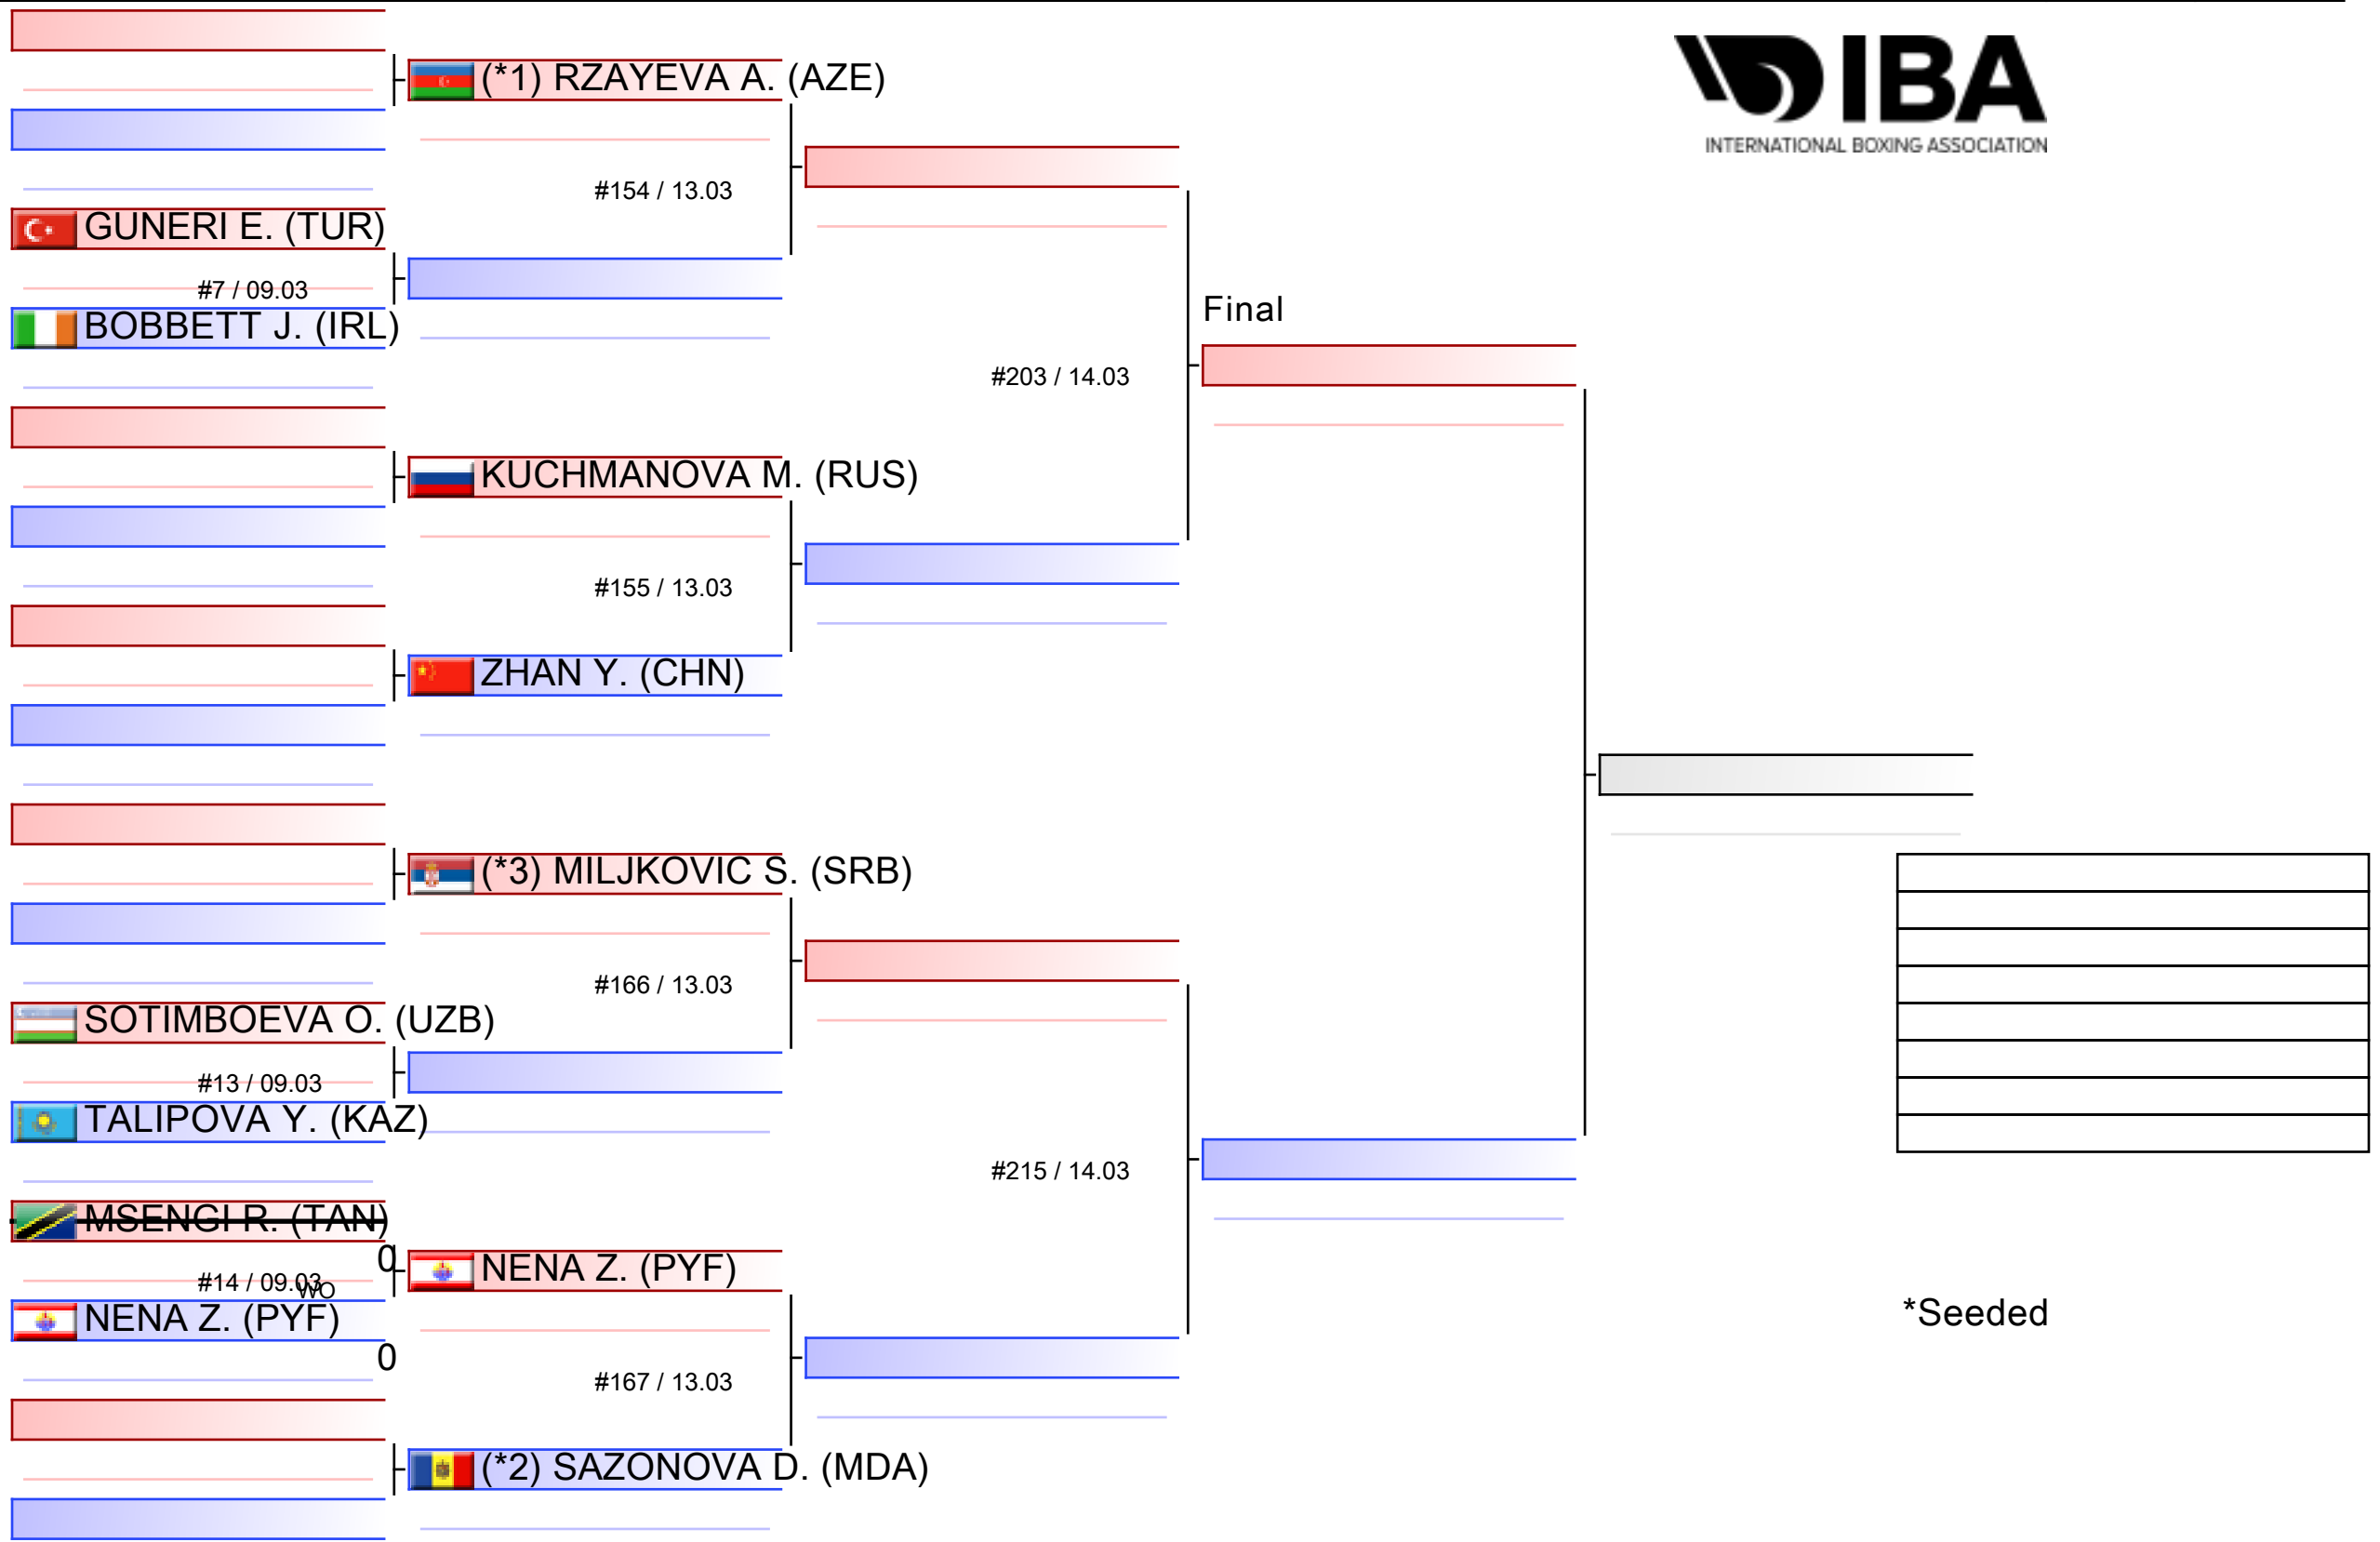 IBA
INTERNATIONAL BOXING ASSOCIATION
(*1) RZAYEVA A. (AZE)
#154 / 13.03
GUNERI E. (TUR)
#7 / 09.03
BOBBETT J. (IRL)
Final
#203 / 14.03
KUCHMANOVA M. (RUS)
#155 / 13.03
ZHAN Y. (CHN)
(*3) MILJKOVIC S. (SRB)
#166 / 13.03
SOTIMBOEVA O. (UZB)
#13 / 09.03
TALIPOVA Y. (KAZ)
#215 / 14.03
MSENGI R. (TAN)
0
#14 / 09.03
WO
NENA Z. (PYF)
NENA Z. (PYF)
0
#167 / 13.03
(*2) SAZONOVA D. (MDA)
*Seeded